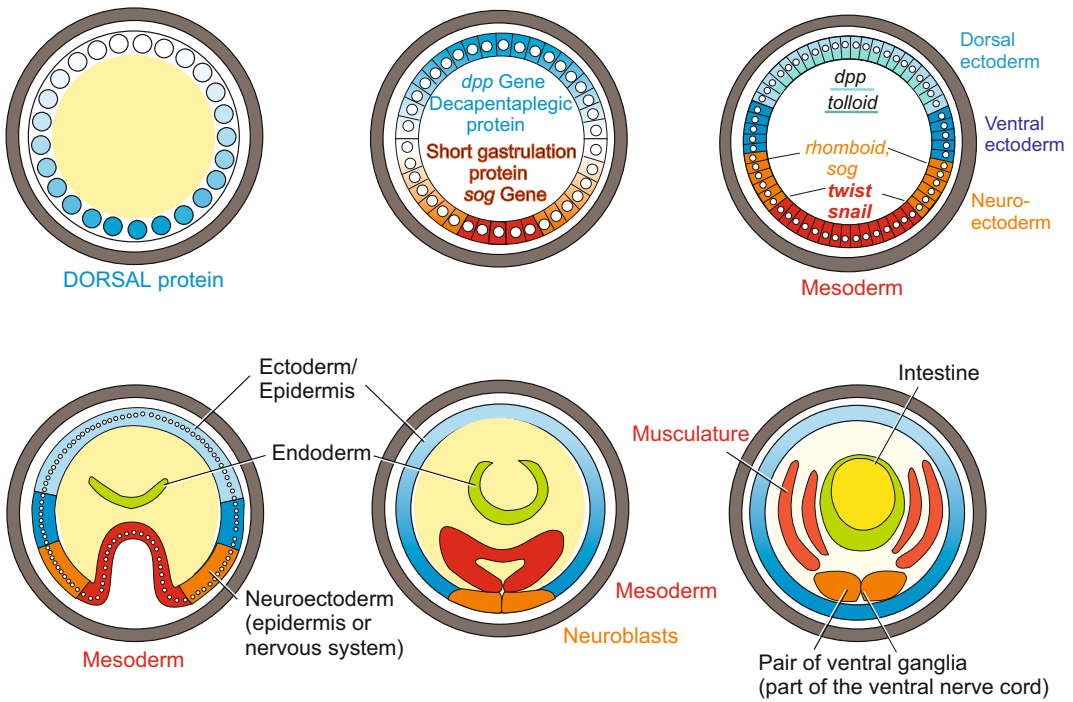 DORSAL protein
dpp Gene
Decapentaplegic
protein
Short gastrulation
protein
sog Gene
dpp
tolloid
rhomboid,
sog
twist
snail
Dorsal
ectoderm
Ventral
ectoderm
Neuro-
ectoderm
Mesoderm
Ectoderm/
Epidermis
Endoderm
Neuroectoderm
(epidermis or
nervous system)
Mesoderm
Mesoderm
Neuroblasts
Intestine
Musculature
Pair of ventral ganglia
(part of the ventral nerve cord)